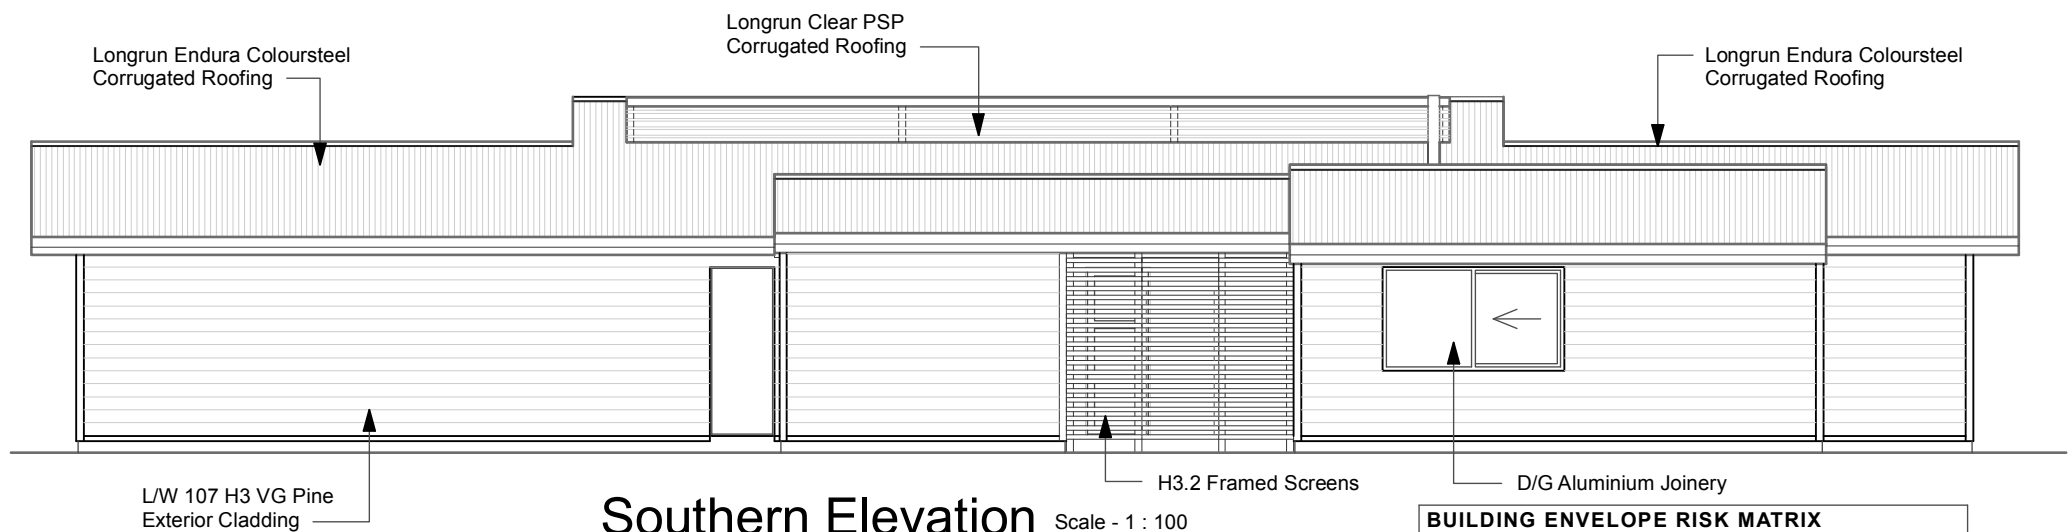 Longrun Clear PSP
Corrugated Roofing
Longrun Endura Coloursteel
Corrugated Roofing
Longrun Endura Coloursteel
Corrugated Roofing
H3.2 Framed Screens
D/G Aluminium Joinery
L/W 107 H3 VG Pine
Exterior Cladding
Southern Elevation Scale - 1 : 100
BUILDING ENVELOPE RISK MATRIX